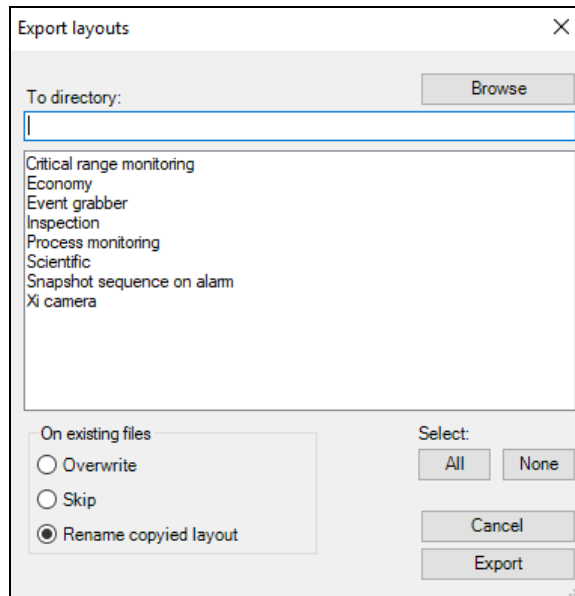 Export layouts
Browse
To directory:
Critical range monitoring
Economy
Event grabber
Inspection
Process monitoring
Scientific
Snapshot sequence on alarm
Xi camera
On existing files
Overwrite
Skip
Rename copyied layout
Select:
All None
Cancel
Export